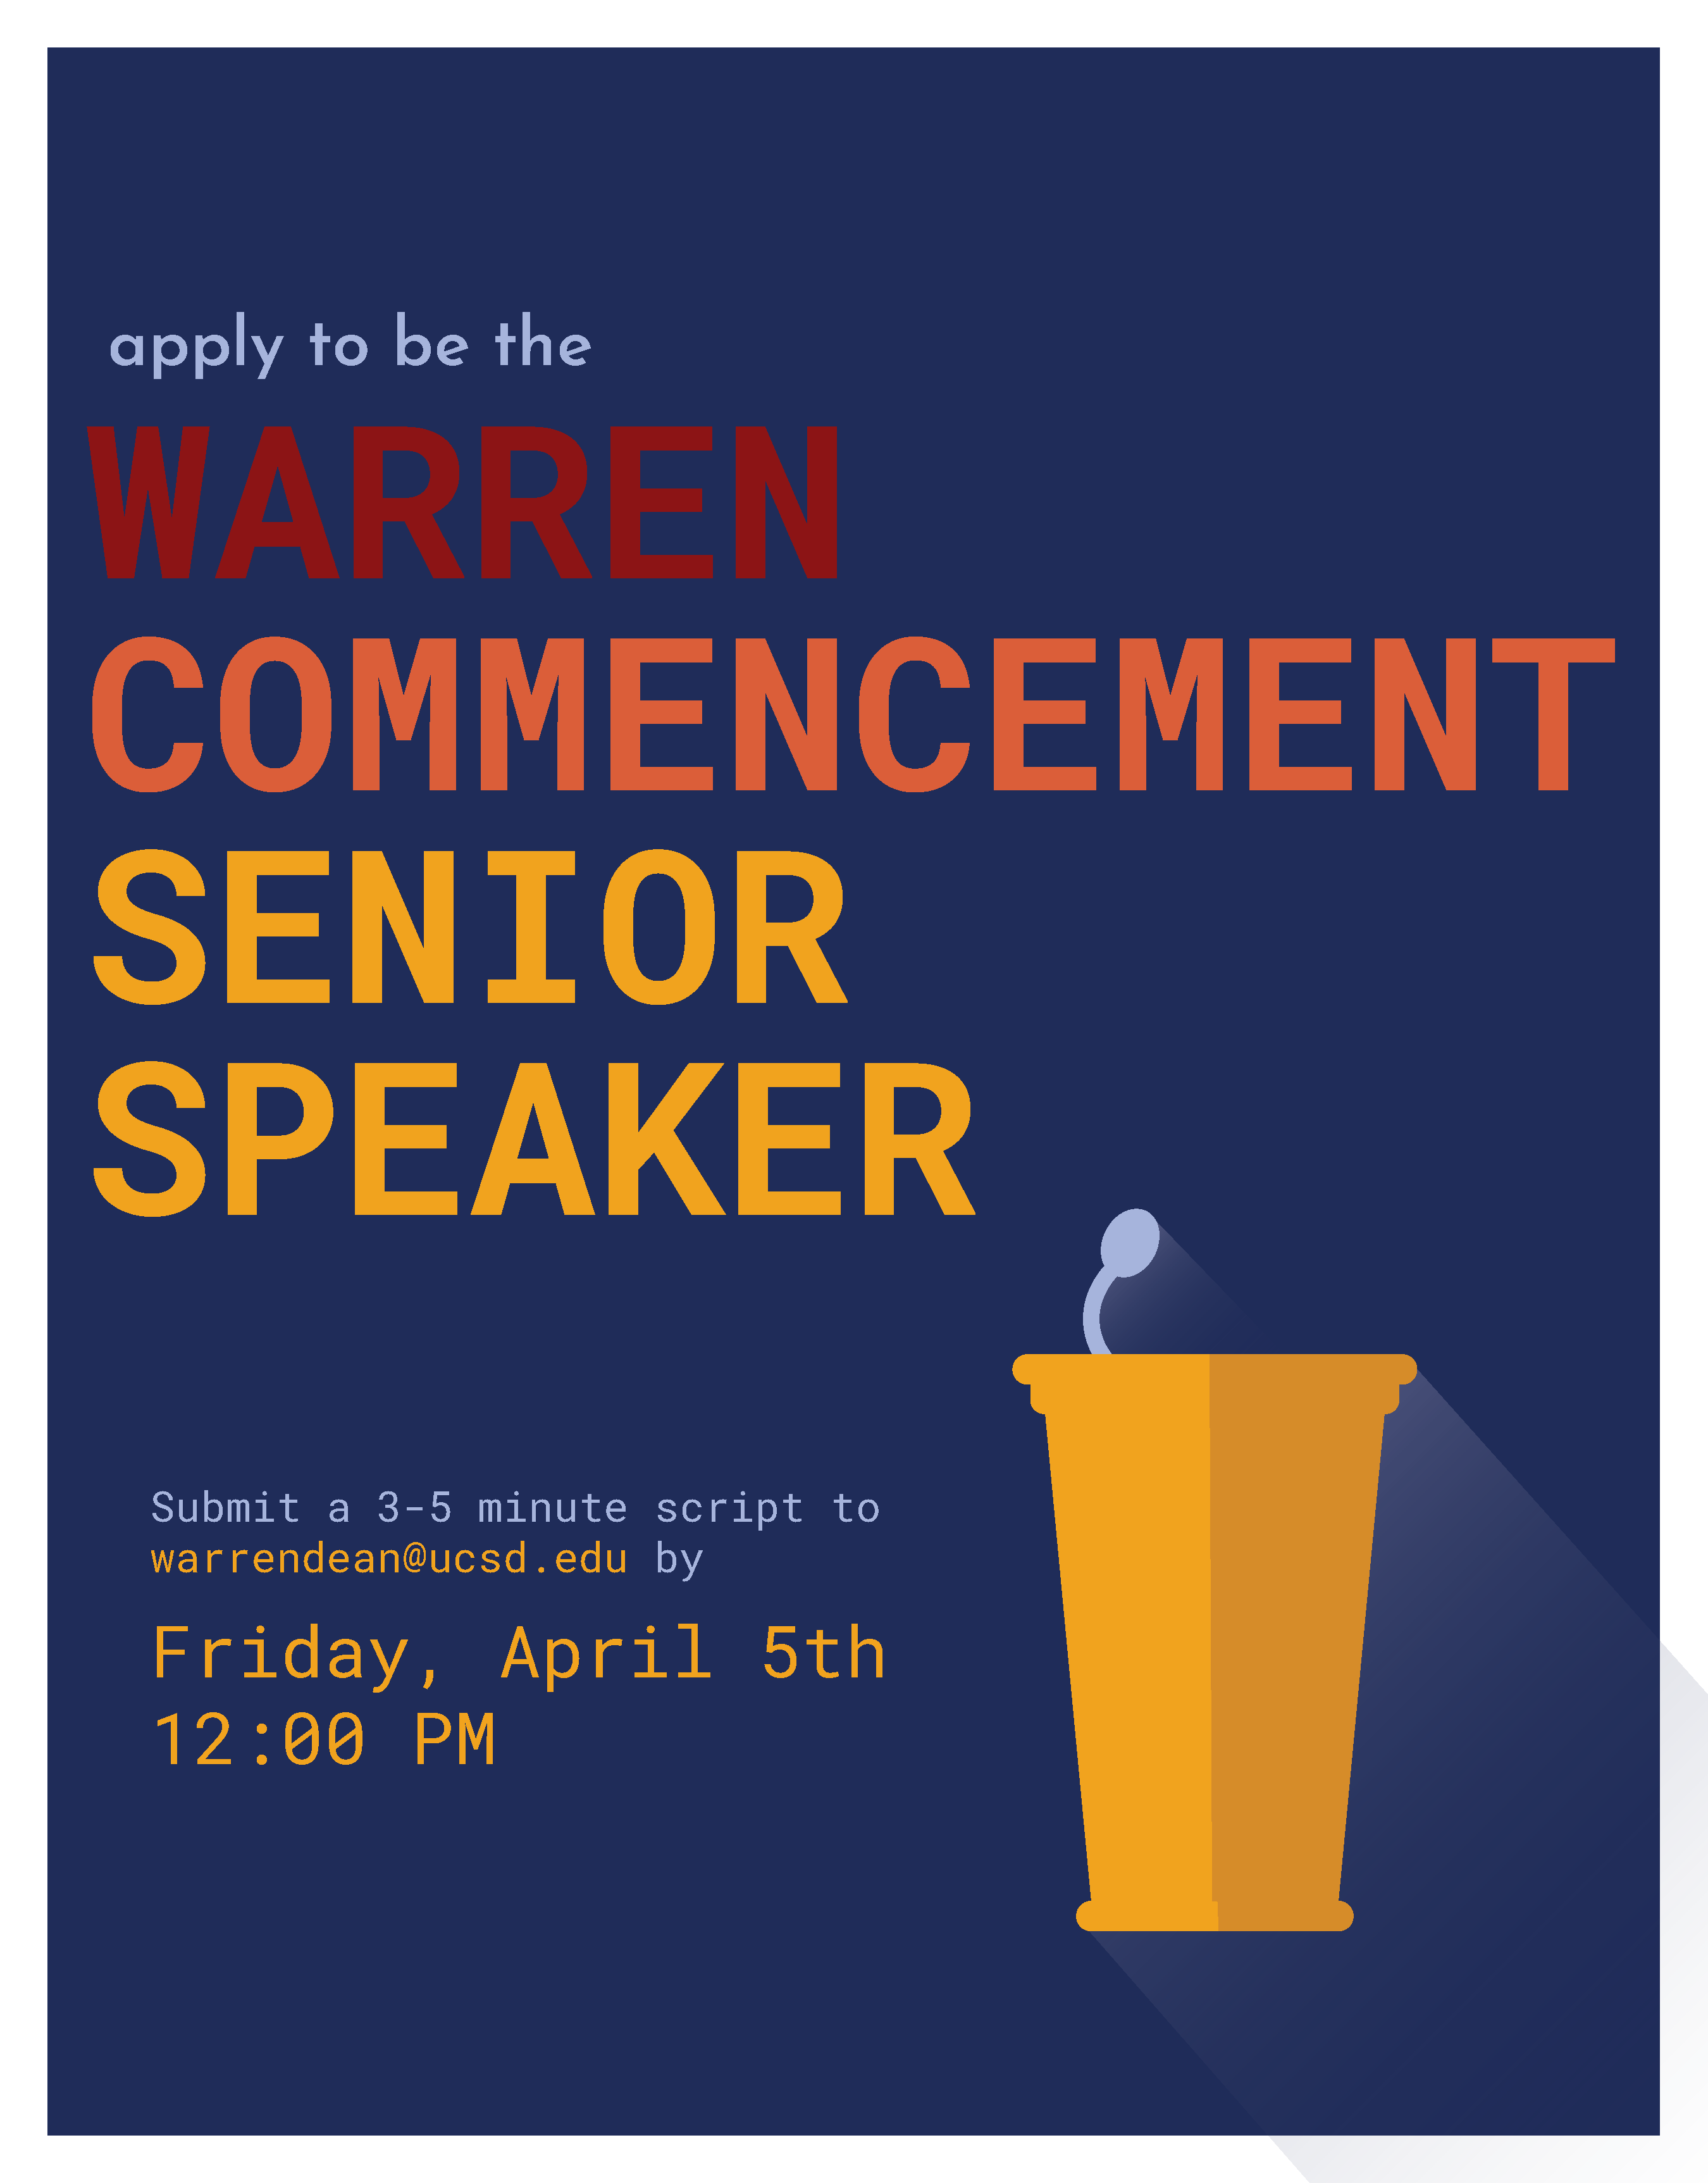 apply to be the
WARREN
COMMENCEMENT
SENIOR
SPEAKER
Submit a 3-5 minute script to
warrendean@ucsd.edu by
Friday, April 5th
12:00 PM